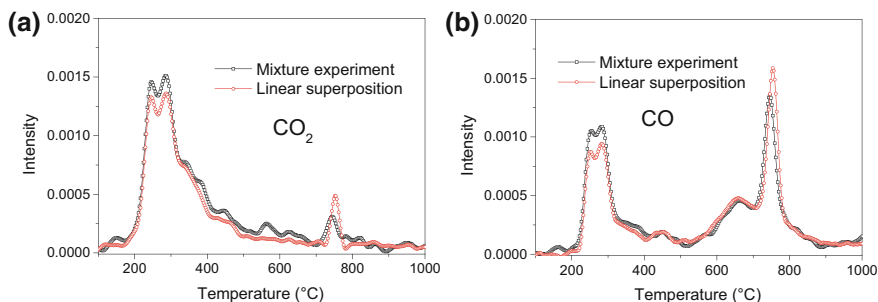 (a)
0.0020
0.0015
0.0010
0.0005
0.0000
Intensity
Mixture experiment
Linear superposition
CO₂
200 400 600 800 1000
Temperature (°C)
(b)
0.0020
0.0015
0.0010
0.0005
0.0000
Intensity
Mixture experiment
Linear superposition
CO
200 400 600 800 1000
Temperature (°C)